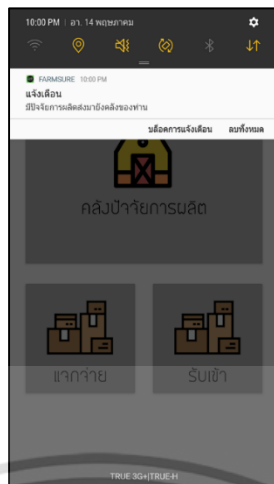 10:00 PM | อา. 14 พฤษภาคม
FARMSURE 10:00 PM
แจ้งเตือน
มีปัจจัยการผลิตส่งมายังคลังของท่าน
บล็อคการแจ้งเตือน ลบทั้งหมด
คลังปัจจัยการผลิต
แจกจ่าย รับเข้า
TRUE 3G+|TRUE-H